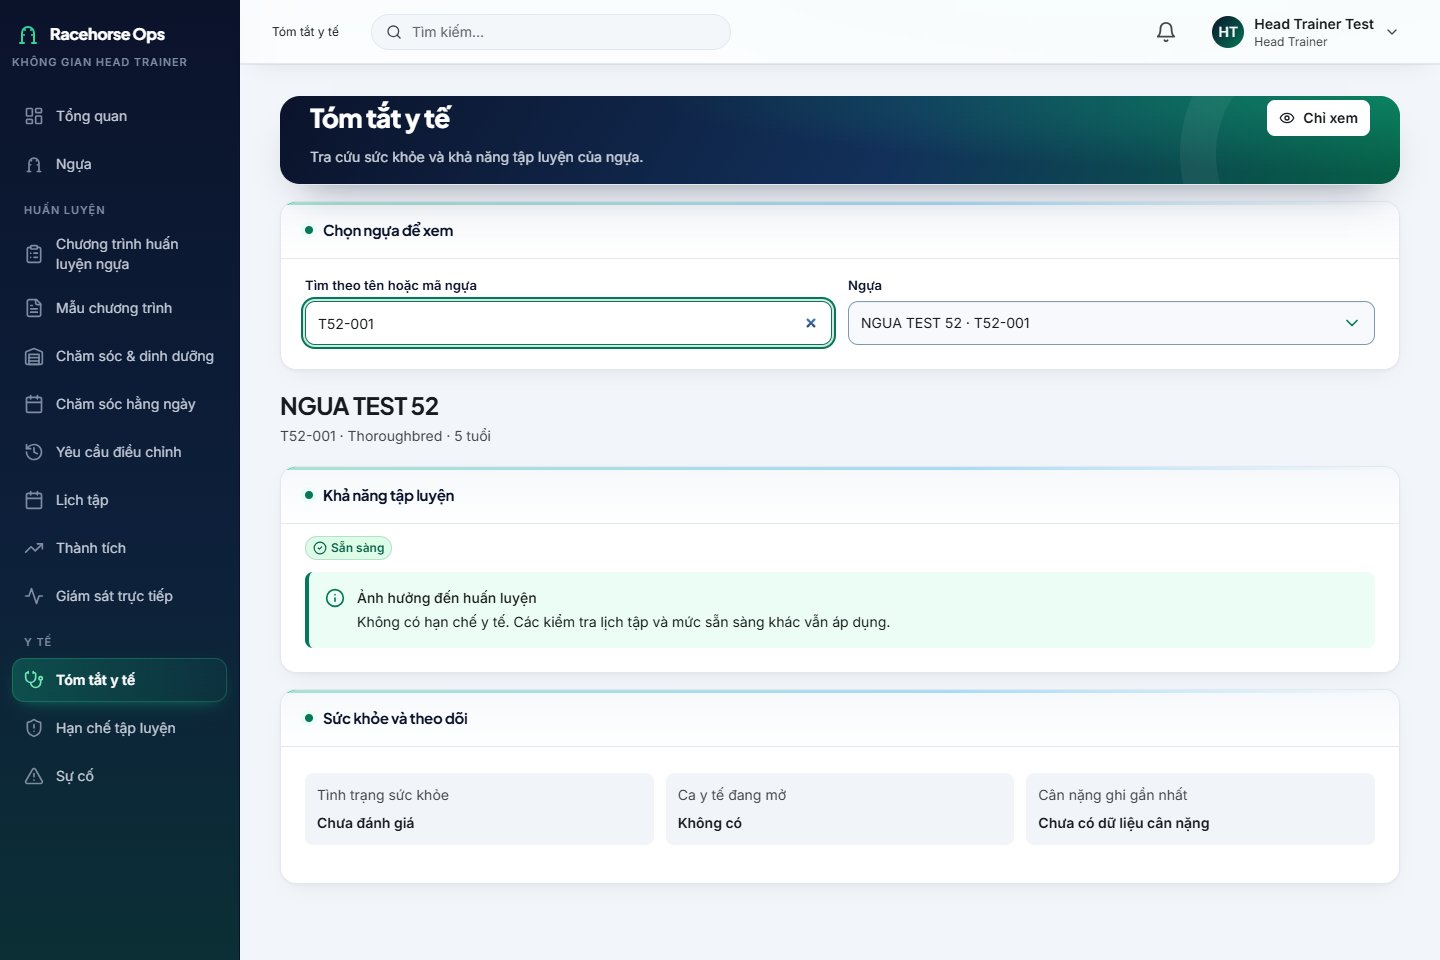 Racehorse Ops
KHÔNG GIAN HEAD TRAINER
Tổng quan
Ngựa
HUẤN LUYỆN
Chương trình huấn
luyện ngựa
Mẫu chương trình
Chăm sóc & dinh dưỡng
Chăm sóc hằng ngày
Yêu cầu điều chỉnh
Lịch tập
Thành tích
Giám sát trực tiếp
Y TẾ
Tóm tắt y tế
Hạn chế tập luyện
Sự cố
Tóm tắt y tế
Tìm kiếm...
HT
Head Trainer Test
Head Trainer
Tóm tắt y tế
Tra cứu sức khỏe và khả năng tập luyện của ngựa.
Chỉ xem
Chọn ngựa để xem
Tìm theo tên hoặc mã ngựa
T52-001
Ngựa
NGUA TEST 52 · T52-001
NGUA TEST 52
T52-001 · Thoroughbred · 5 tuổi
Khả năng tập luyện
Sẵn sàng
Ảnh hưởng đến huấn luyện
Không có hạn chế y tế. Các kiểm tra lịch tập và mức sẵn sàng khác vẫn áp dụng.
Sức khỏe và theo dõi
Tình trạng sức khỏe
Chưa đánh giá
Ca y tế đang mở
Không có
Cân nặng ghi gần nhất
Chưa có dữ liệu cân nặng